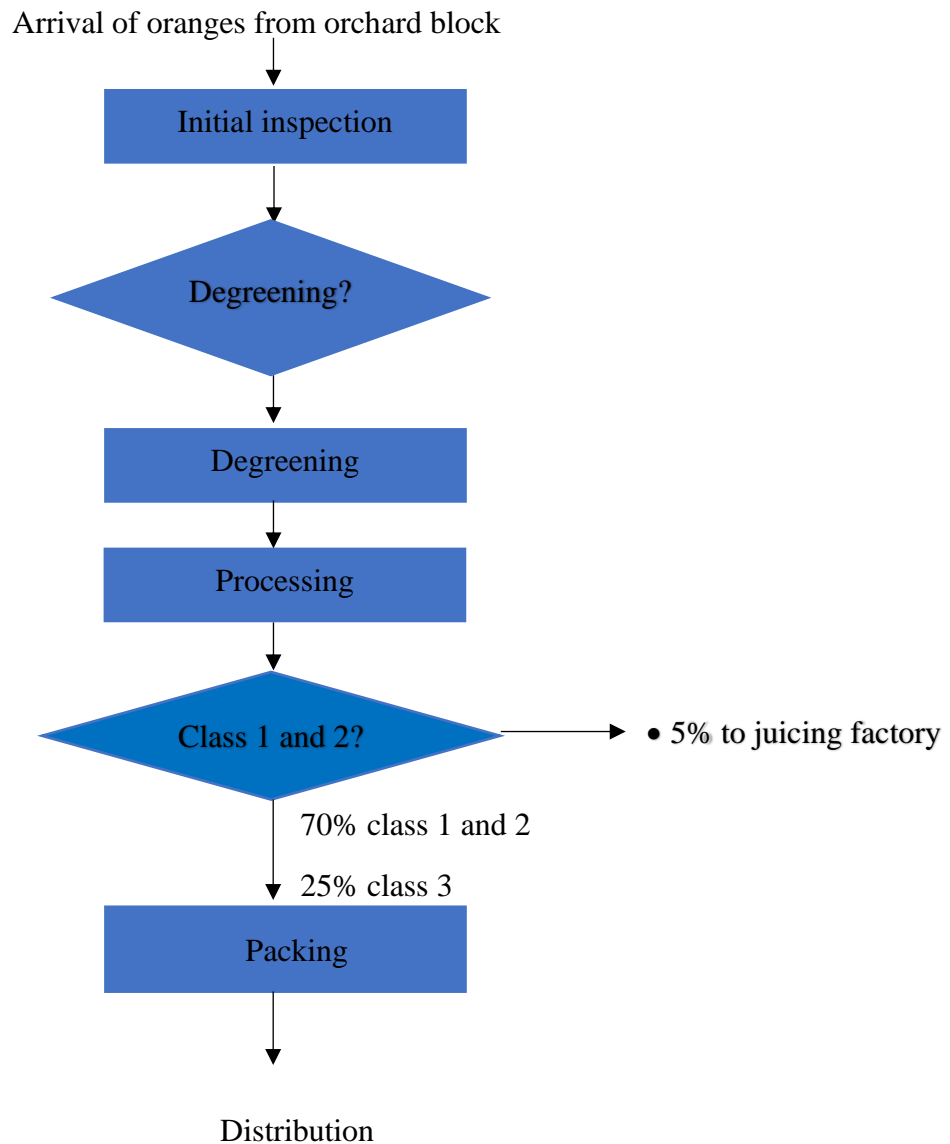 Arrival of oranges from orchard block
Initial inspection
Degreening?
Degreening
Processing
Class 1 and 2?
• 5% to juicing factory
70% class 1 and 2
25% class 3
Packing
Distribution